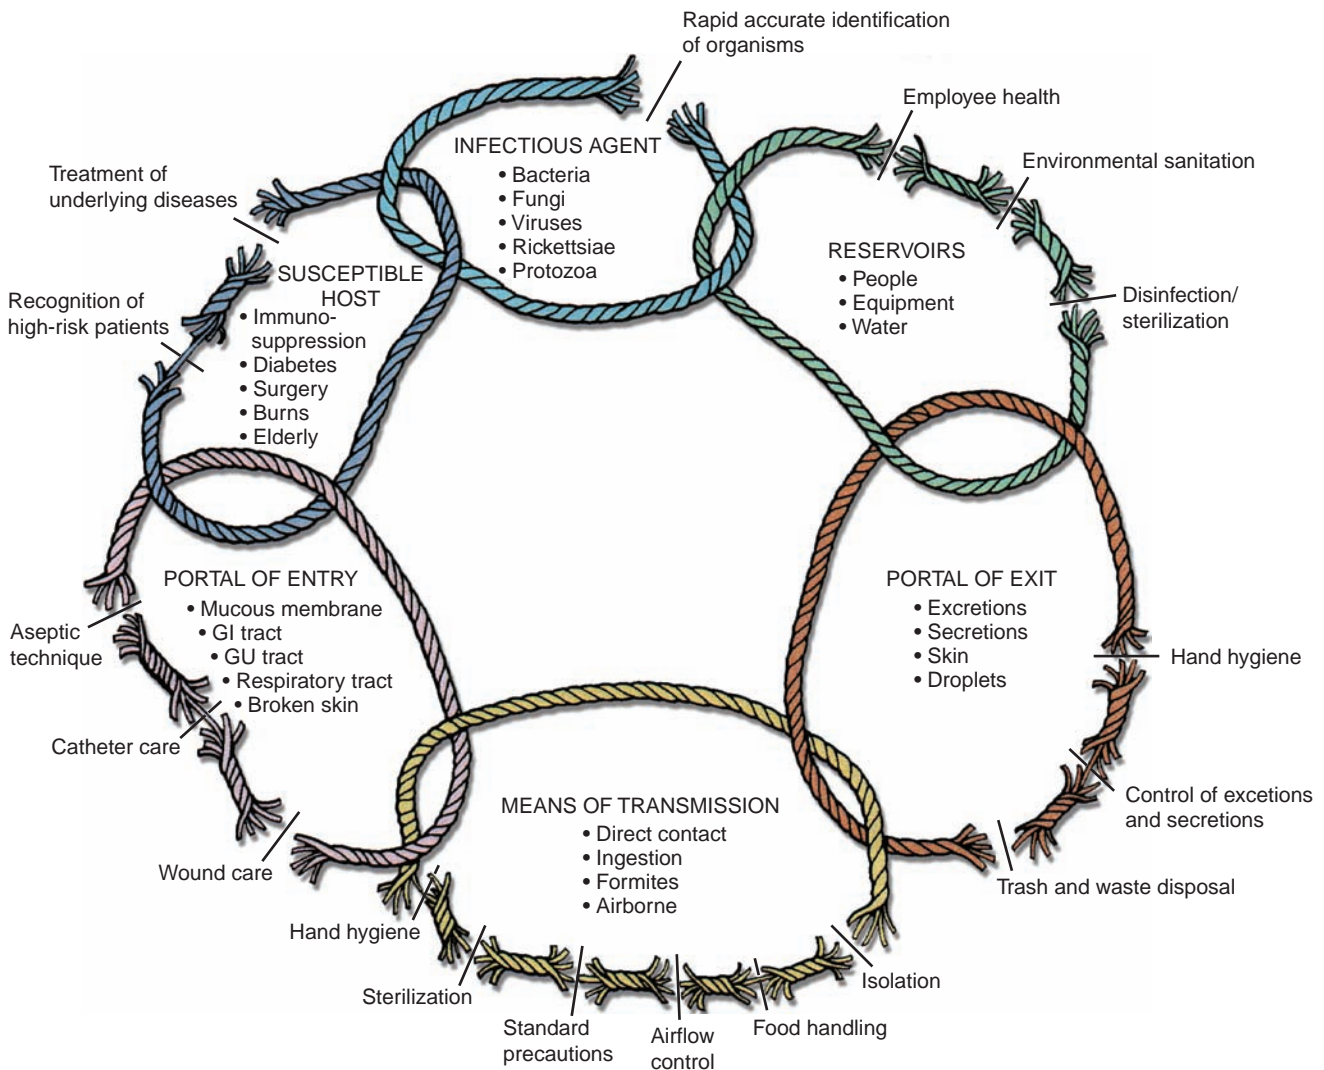 Rapid accurate identification
of organisms
INFECTIOUS AGENT
• Bacteria
• Fungi
• Viruses
• Rickettsiae
• Protozoa
Employee health
Environmental sanitation
RESERVOIRS
• People
• Equipment
• Water
Disinfection/
sterilization
PORTAL OF EXIT
• Excretions
• Secretions
• Skin
• Droplets
Hand hygiene
Control of excetions
and secretions
Trash and waste disposal
MEANS OF TRANSMISSION
• Direct contact
• Ingestion
• Formites
• Airborne
Isolation
Food handling
Airflow
control
Standard
precautions
Sterilization
Hand hygiene
PORTAL OF ENTRY
• Mucous membrane
• GI tract
• GU tract
• Respiratory tract
• Broken skin
Wound care
Catheter care
Aseptic
technique
SUSCEPTIBLE
HOST
• Immuno-
suppression
• Diabetes
• Surgery
• Burns
• Elderly
Recognition of
high-risk patients
Treatment of
underlying diseases